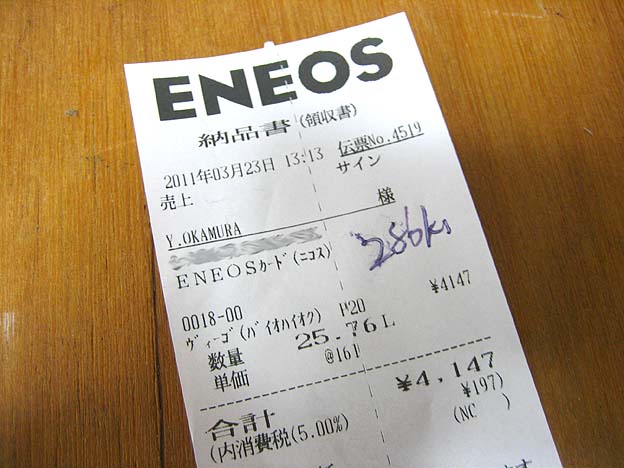 ENEOS
納品書(領収書)
2011年03月23日 13:13 伝票No.4519
売上 サイン
Y.OKAMURA 様
ENEOSカード(ニコス)
286km
0018-00 ¥4147
ヴィーゴ(バイオハイオク) P20
数量 25.76L
単価 @161
合計 ¥4,147
(内消費税(5.00%) ¥197)
(NC )